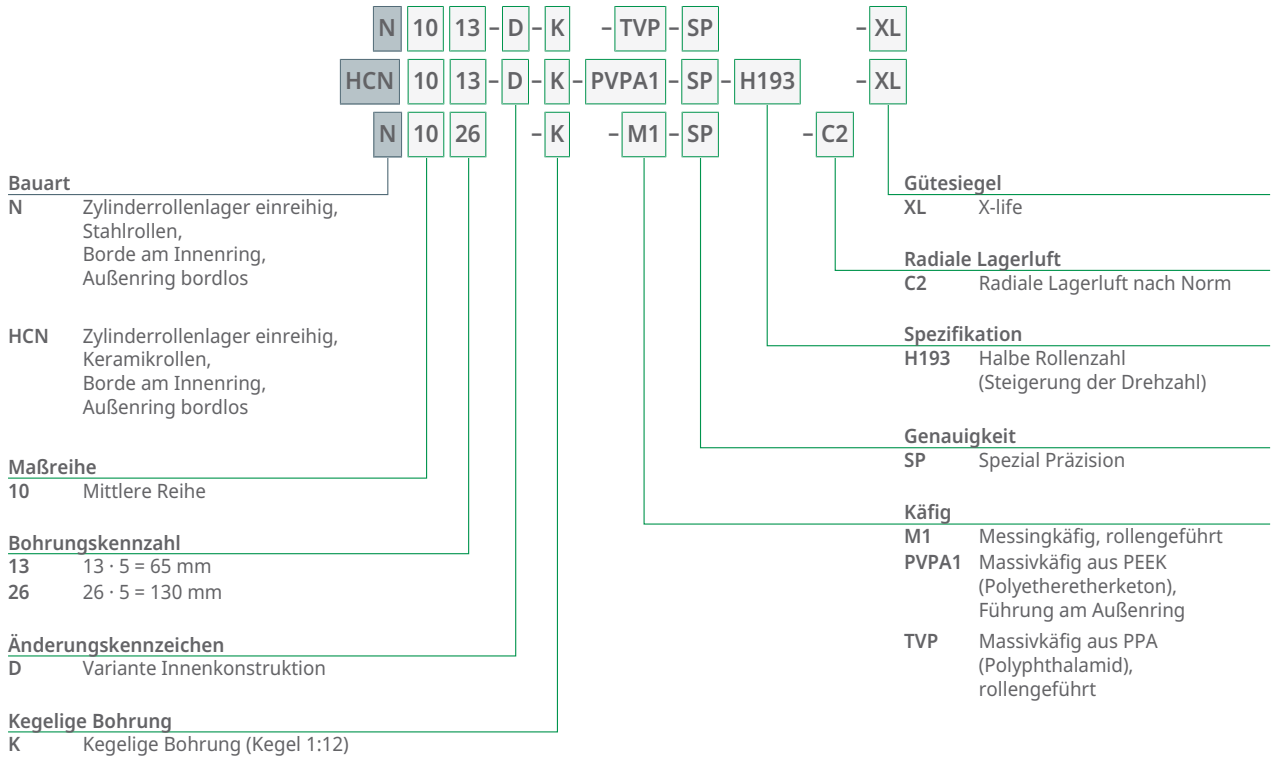 N 10 13 – D – K – TVP – SP – XL
HCN 10 13 – D – K – PVPA1 – SP – H193 – XL
N 10 26 – K – M1 – SP – C2
Bauart
N Zylinderrollenlager einreihig,
Stahlrollen,
Borde am Innenring,
Außenring bordlos
HCN Zylinderrollenlager einreihig,
Keramikrollen,
Borde am Innenring,
Außenring bordlos
Maßreihe
10 Mittlere Reihe
Bohrungskennzahl
13 13 · 5 = 65 mm
26 26 · 5 = 130 mm
Änderungskennzeichen
D Variante Innenkonstruktion
Kegelige Bohrung
K Kegelige Bohrung (Kegel 1:12)
Gütesiegel
XL X-life
Radiale Lagerluft
C2 Radiale Lagerluft nach Norm
Spezifikation
H193 Halbe Rollenzahl
(Steigerung der Drehzahl)
Genauigkeit
SP Spezial Präzision
Käfig
M1 Messingkäfig, rollengeführt
PVPA1 Massivkäfig aus PEEK
(Polyetheretherketon),
Führung am Außenring
TVP Massivkäfig aus PPA
(Polyphthalamid),
rollengeführt